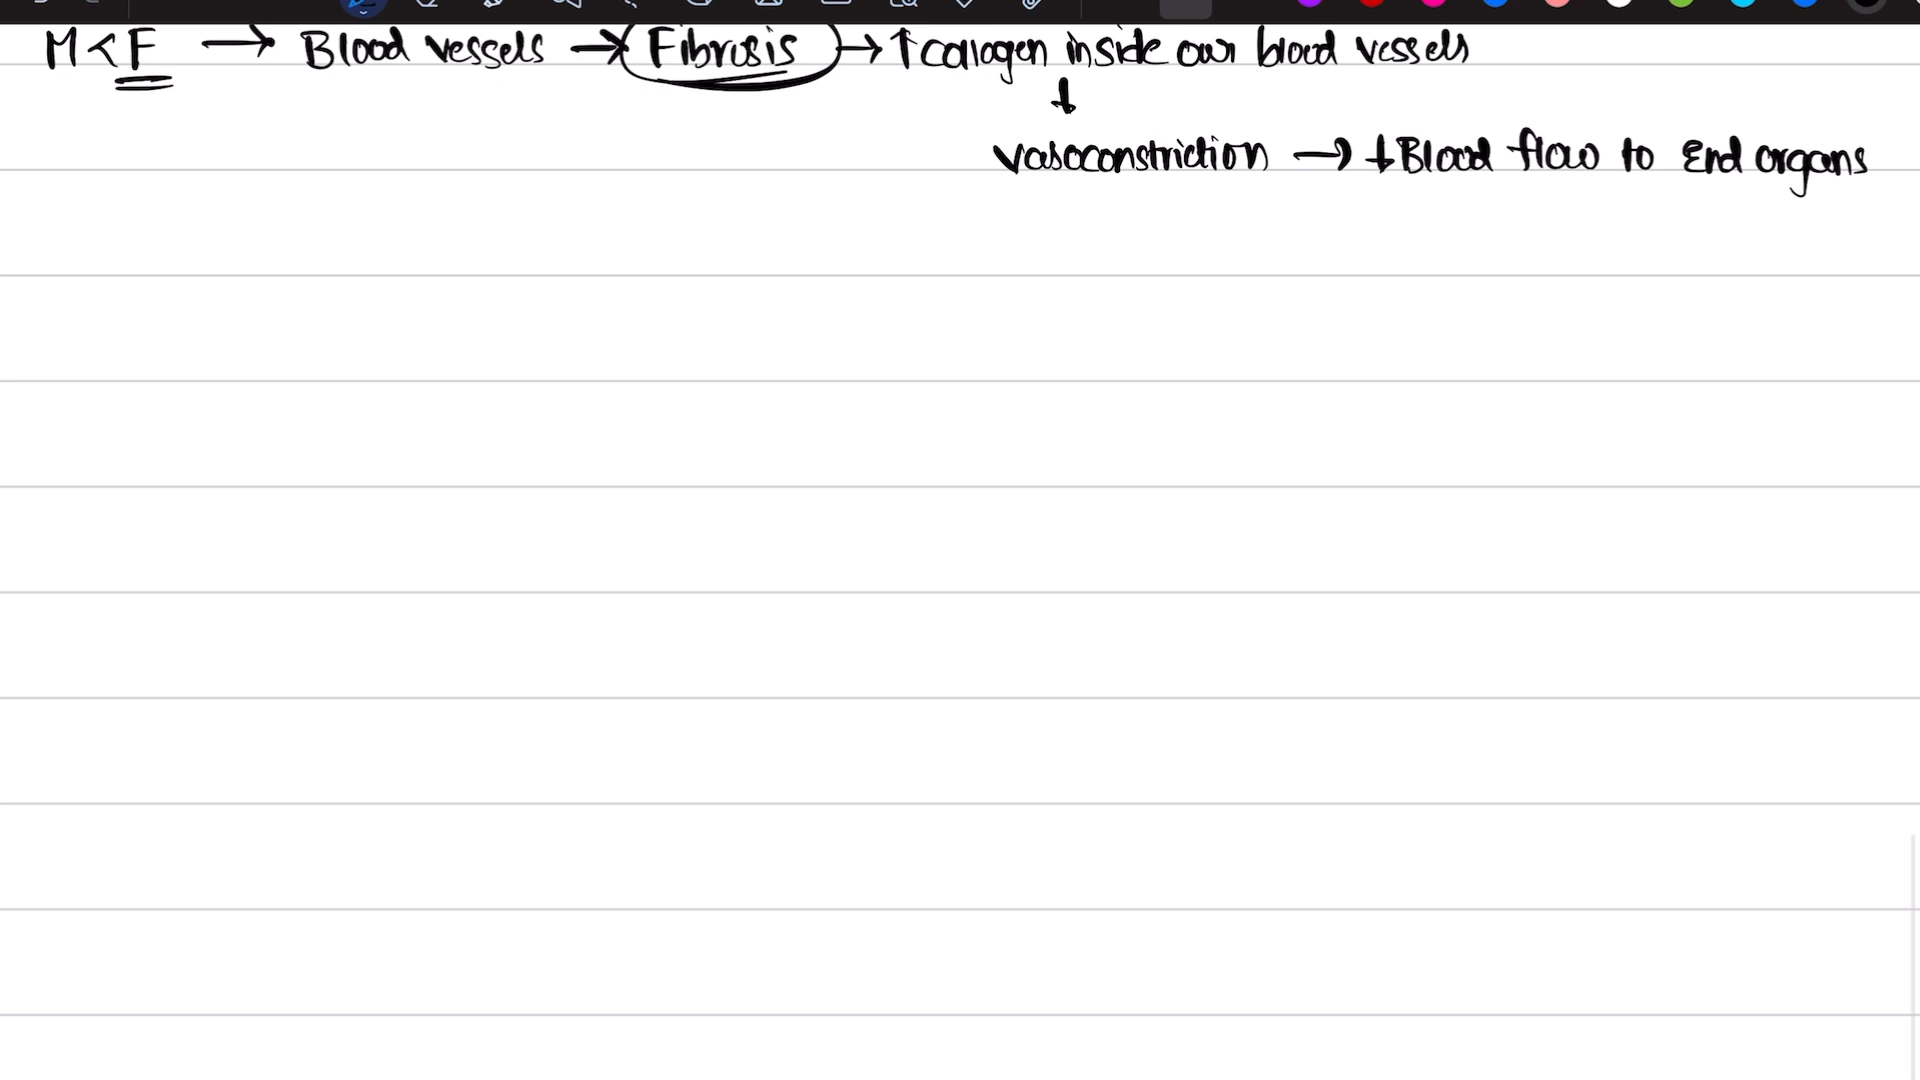 M < F → Blood vessels → Fibrosis → ↑ collagen inside our blood vessels
↓
vasoconstriction → ↓ Blood flow to End organs